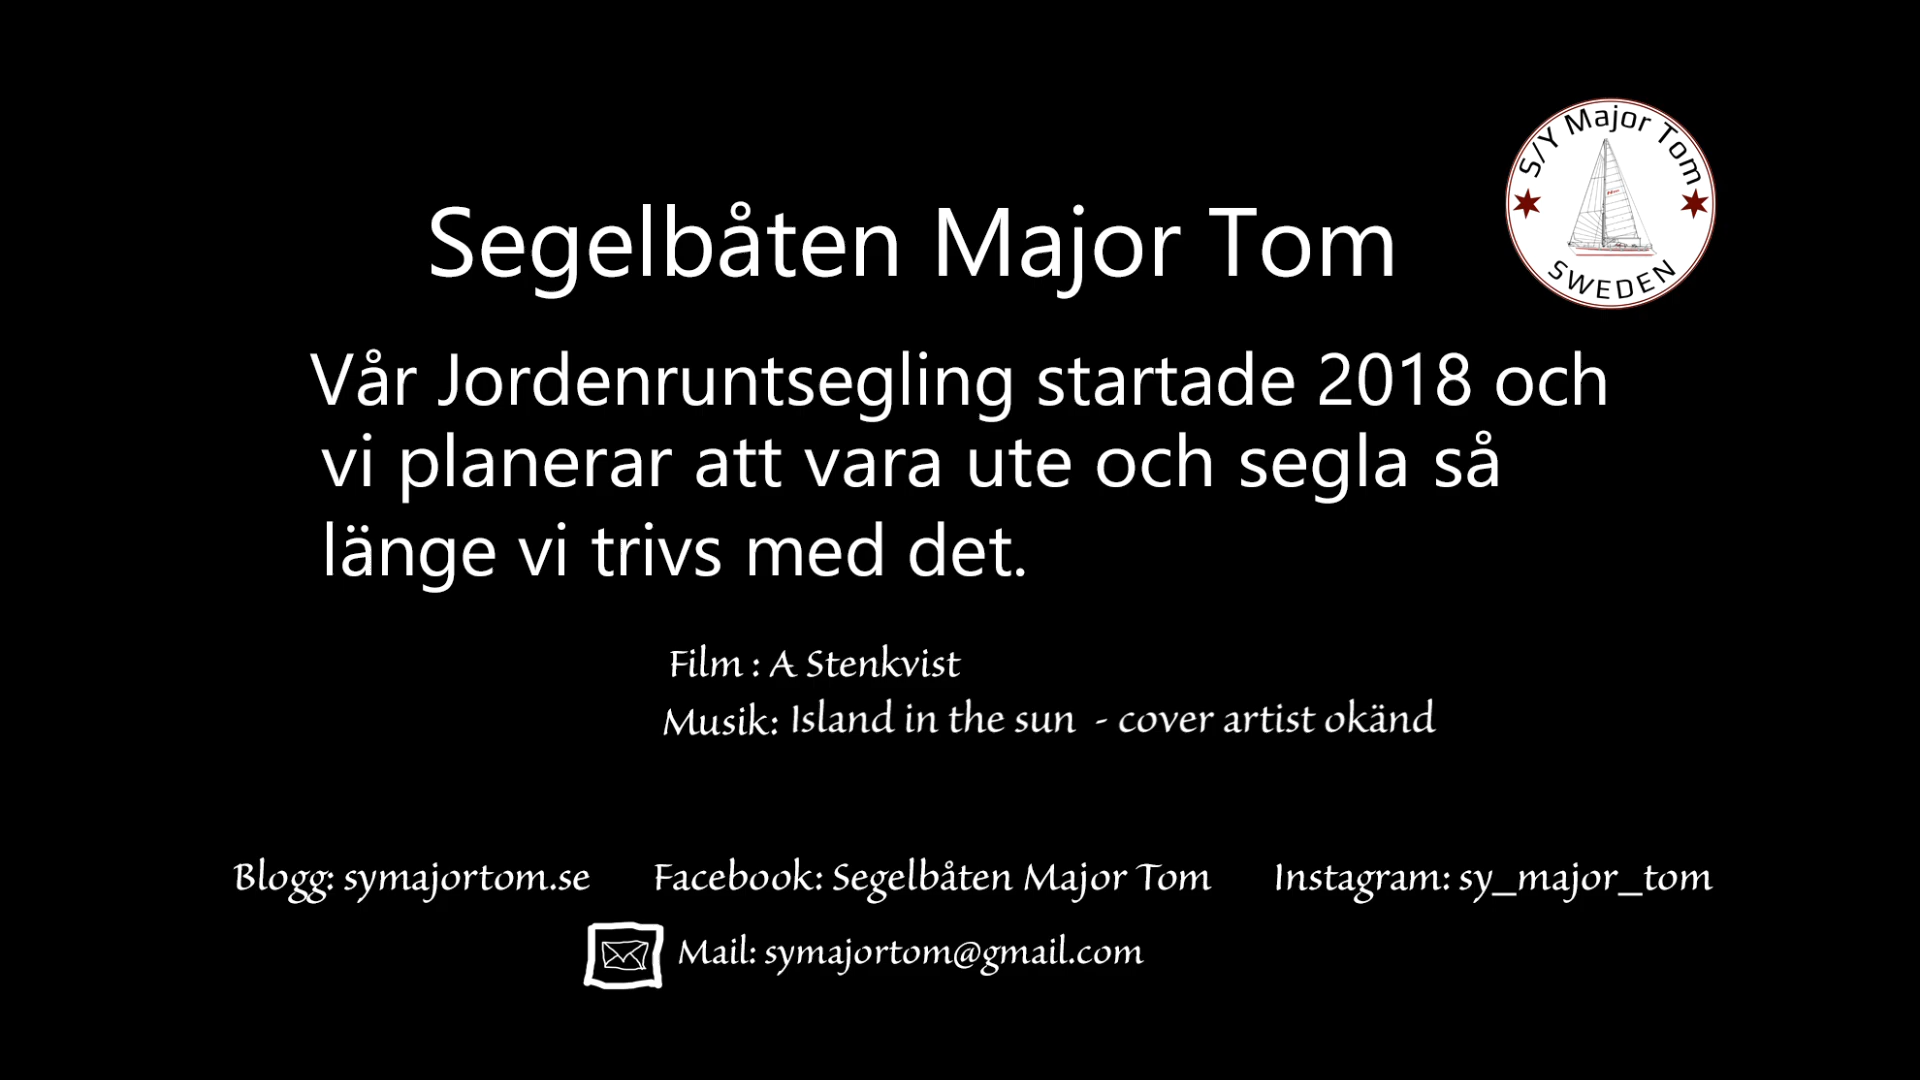 S/Y Major Tom
SWEDEN
Segelbåten Major Tom
Vår Jordenruntsegling startade 2018 och
vi planerar att vara ute och segla så
länge vi trivs med det.
Film : A Stenkvist
Musik: Island in the sun - cover artist okänd
Blogg: symajortom.se Facebook: Segelbåten Major Tom Instagram: sy_major_tom
Mail: symajortom@gmail.com